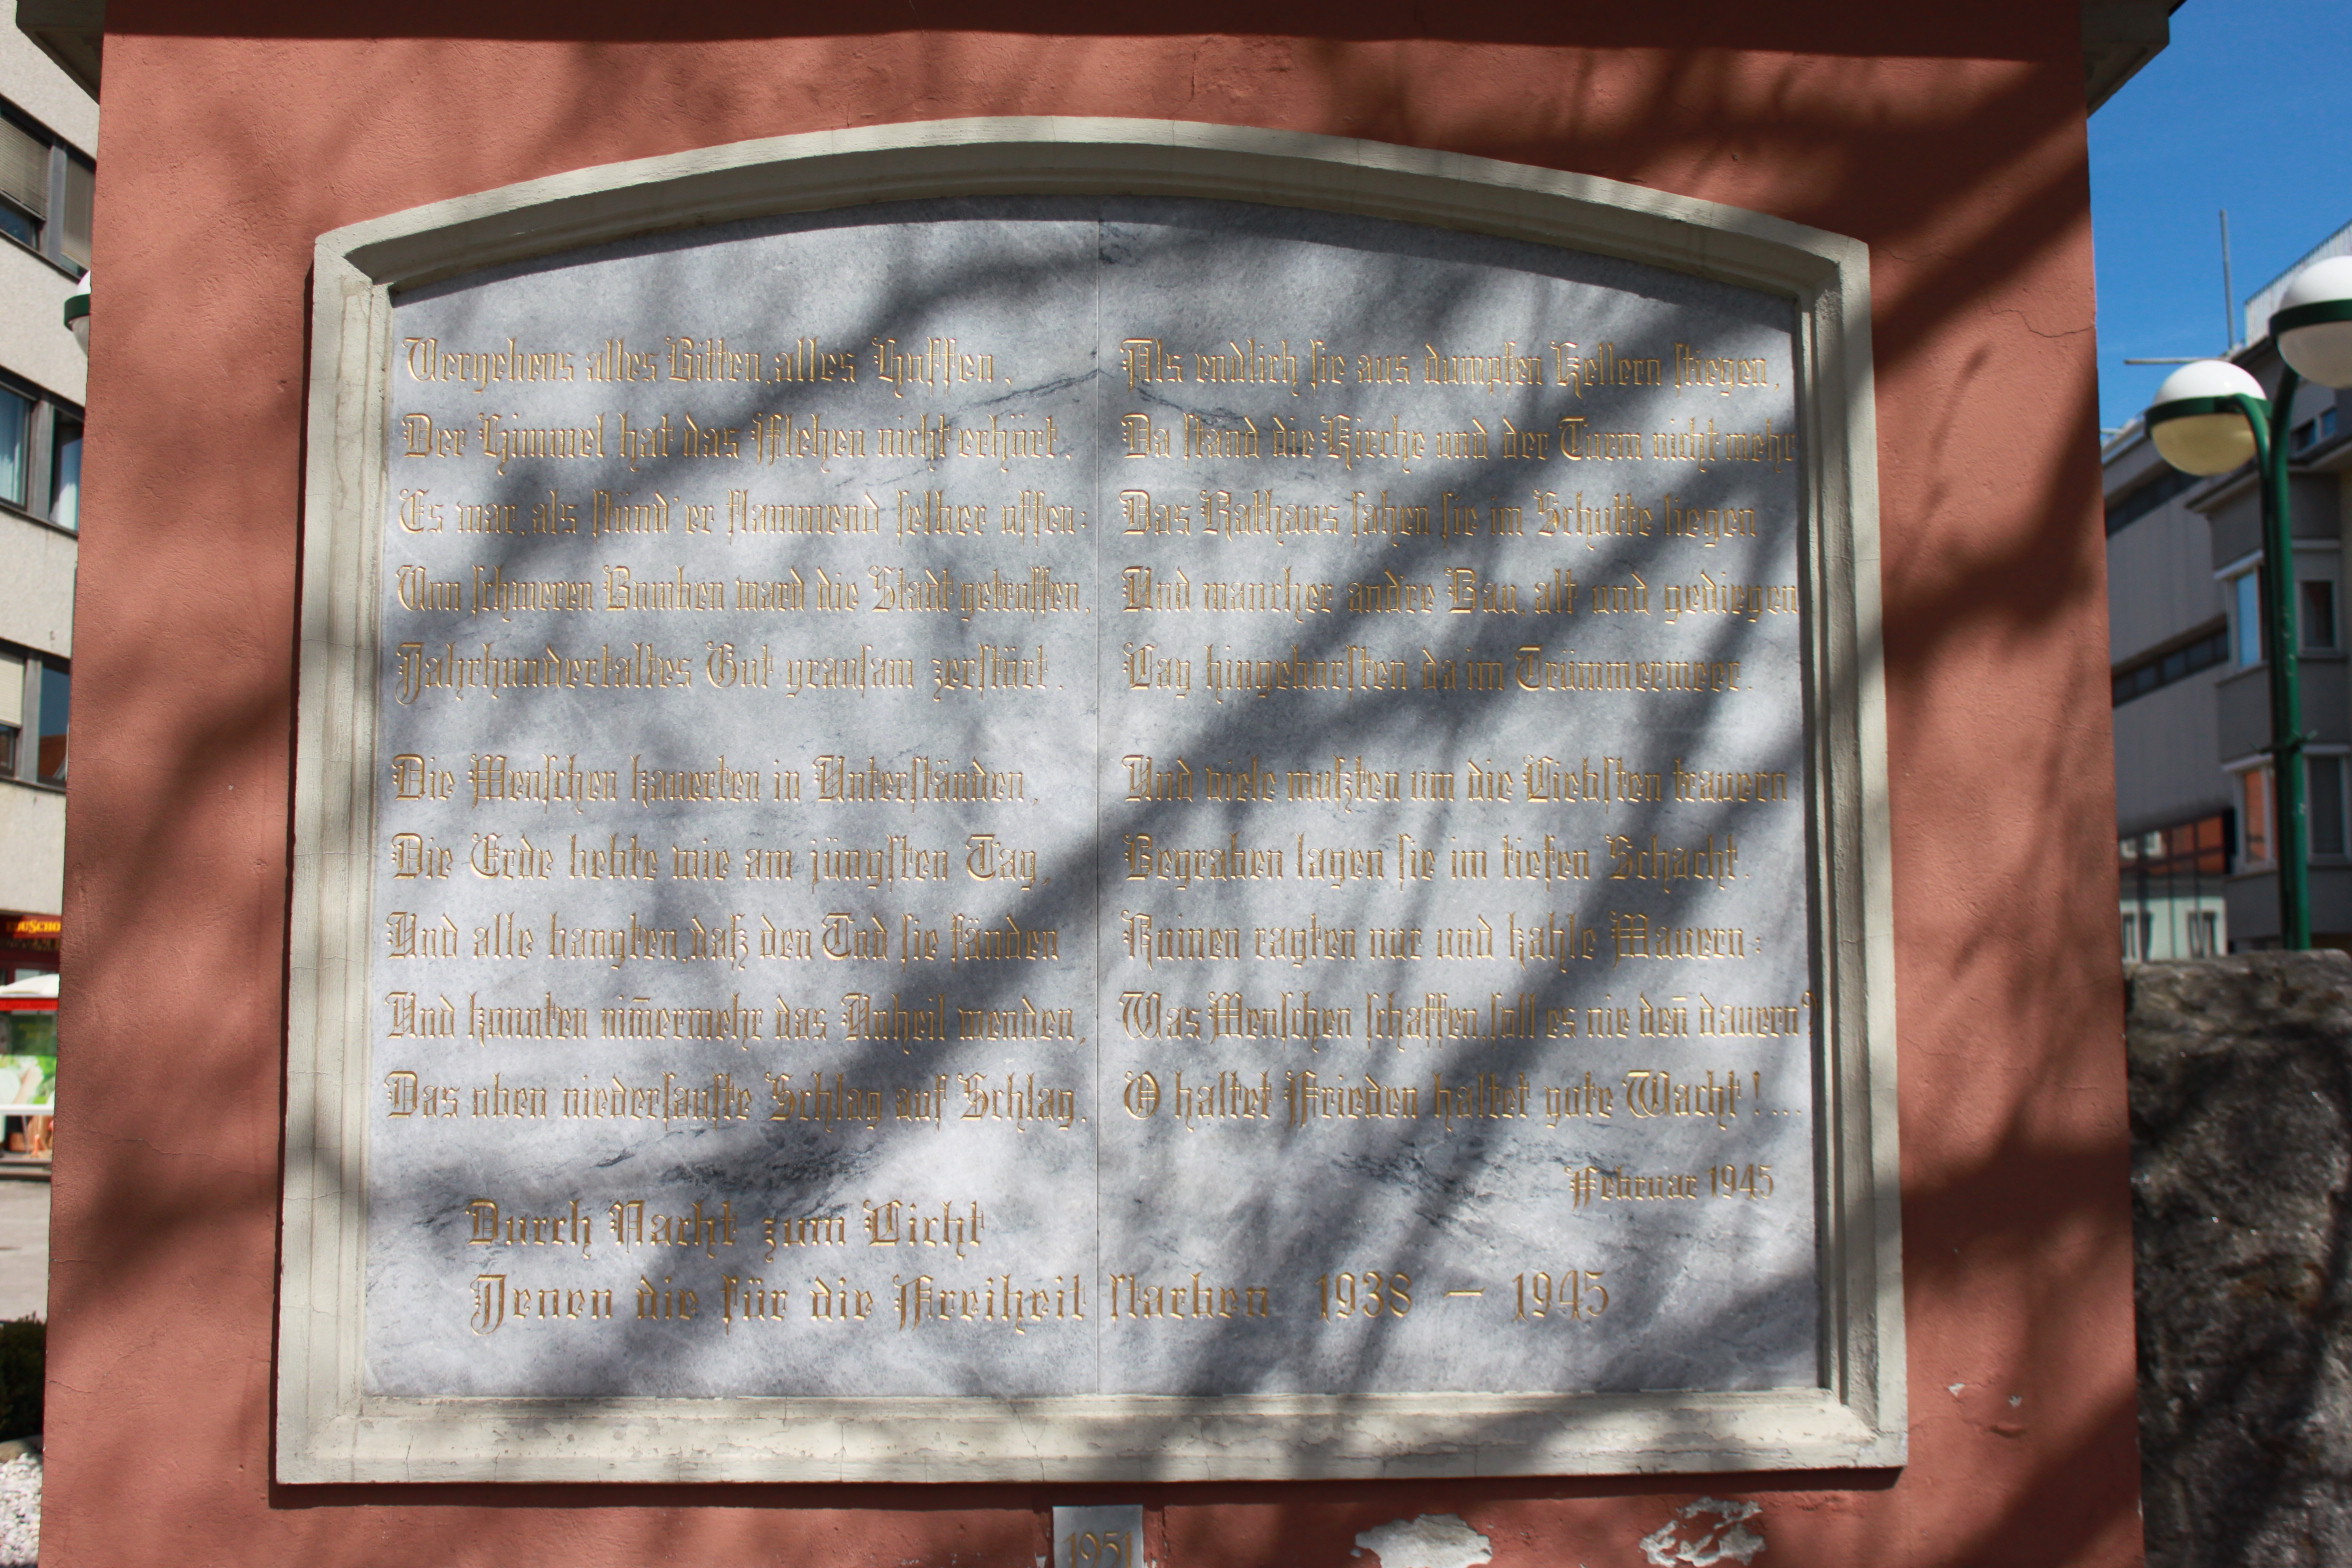 Vergebens alles Bitten, alles Hoffen,
Der Himmel hat das Flehen nicht erhört,
Es war, als stünd' er flammend selber offen:
Von schweren Bomben ward die Stadt getroffen,
Jahrhundertaltes Gut grausam zerstört.
Die Menschen kauerten in Unterständen,
Die Erde bebte wie am jüngsten Tag,
Und alle bangten, daß den Tod sie fänden
Und konnten nim̅ermehr das Unheil wenden,
Das oben niedersauste Schlag auf Schlag.
Durch Nacht zum Licht
Als endlich sie aus dumpfen Kellern stiegen,
Da stand die Kirche und der Turm nicht mehr
Das Rathaus sahen sie im Schutte liegen
Und mancher andre Bau, alt und gediegen
Lag hingeborsten da im Trümmermeer.
Und viele mußten um die Liebsten trauern
Begraben lagen sie im tiefen Schacht.
Ruinen ragten nur und kahle Mauern:
Was Menschen schaffen, soll es nie den̅ dauern?
O haltet Frieden haltet gute Wacht!...
Februar 1945
Jenen die für die Freiheit starben 1938 – 1945
1951